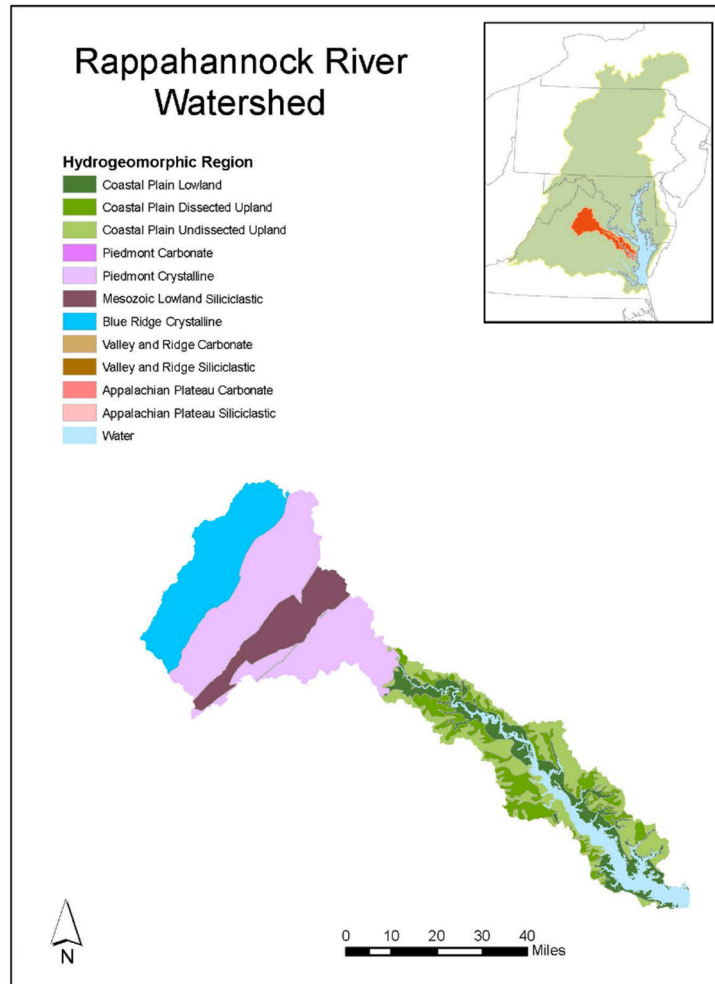 Rappahannock River
Watershed
Hydrogeomorphic Region
Coastal Plain Lowland
Coastal Plain Dissected Upland
Coastal Plain Undissected Upland
Piedmont Carbonate
Piedmont Crystalline
Mesozoic Lowland Siliciclastic
Blue Ridge Crystalline
Valley and Ridge Carbonate
Valley and Ridge Siliclastic
Appalachian Plateau Carbonate
Appalachian Plateau Siliciclastic
Water
N
0 10 20 30 40
Miles